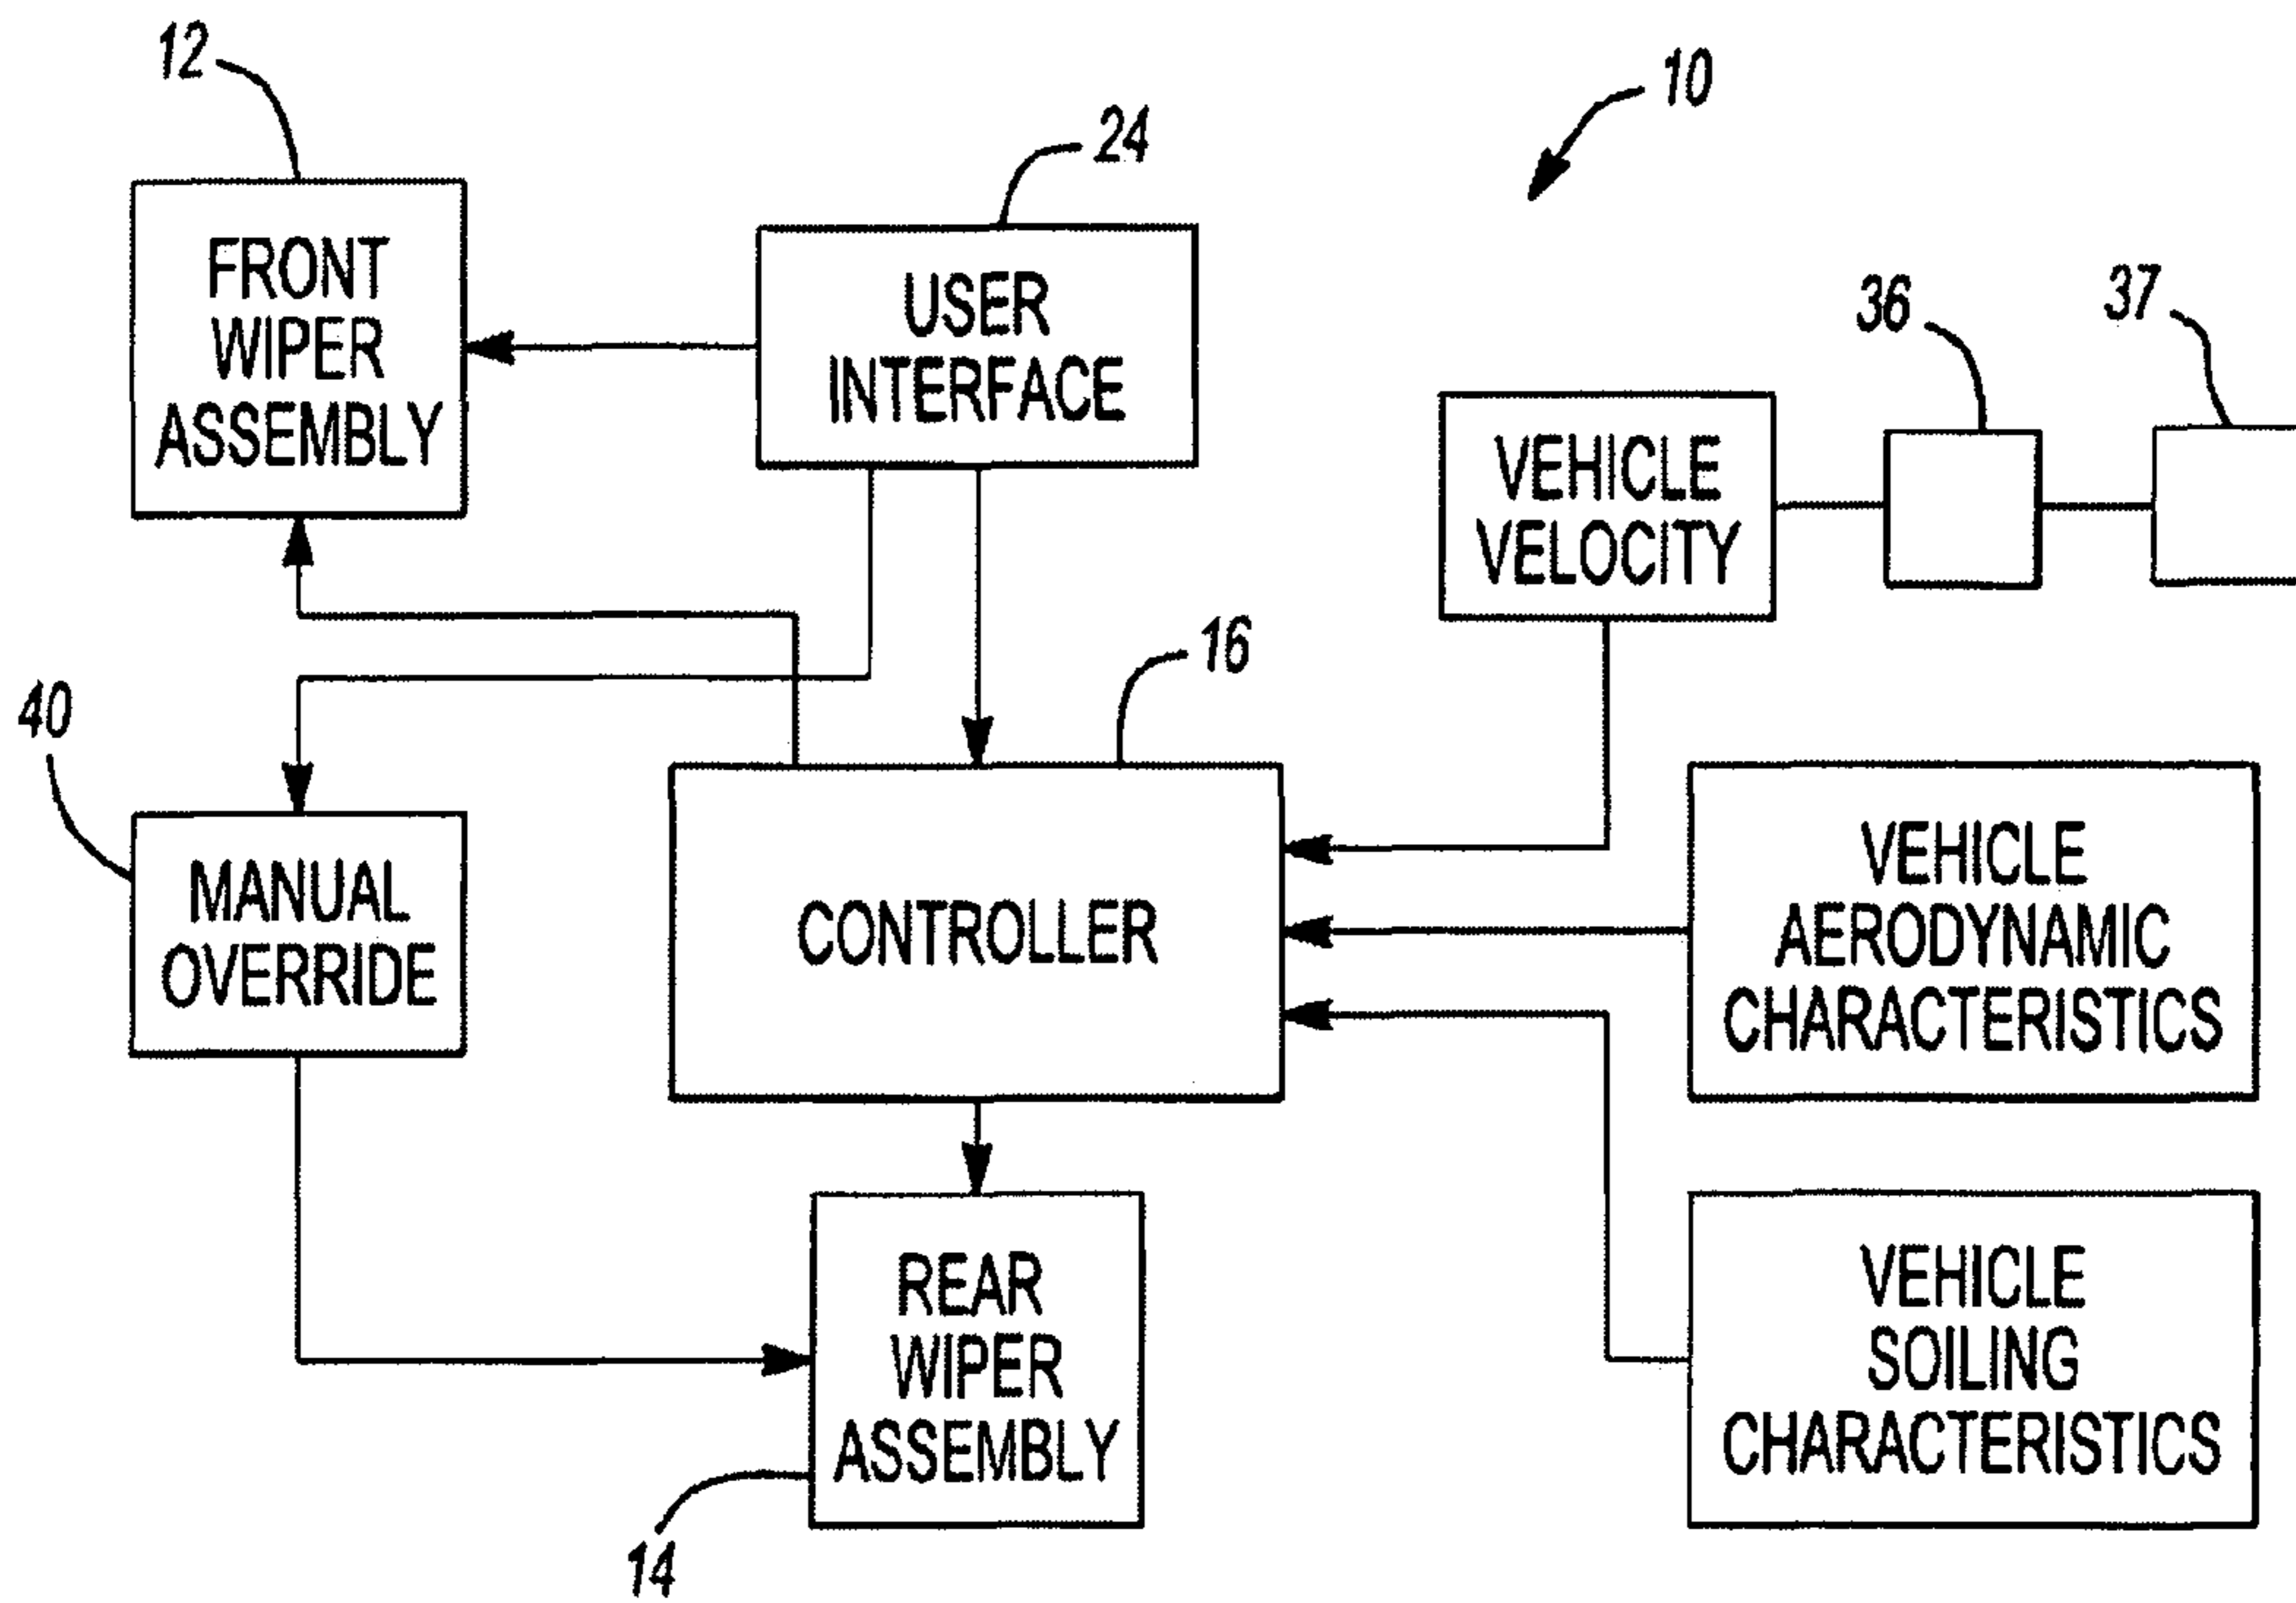 12
24
10
FRONT
WIPER
ASSEMBLY
USER
INTERFACE
36
37
VEHICLE
VELOCITY
16
40
MANUAL
OVERRIDE
CONTROLLER
VEHICLE
AERODYNAMIC
CHARACTERISTICS
REAR
WIPER
ASSEMBLY
14
VEHICLE
SOILING
CHARACTERISTICS